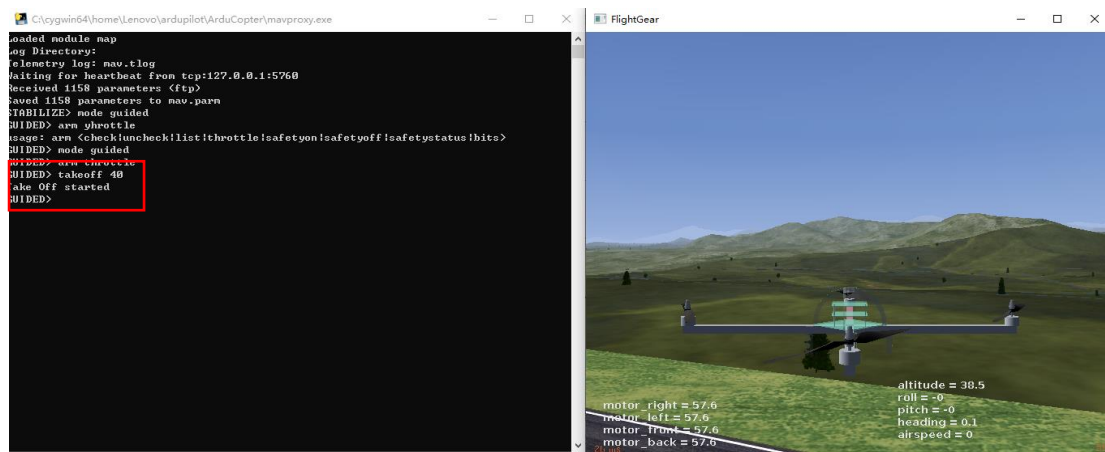 C:\cygwin64\home\Lenovo\ardupilot\ArduCopter\mavproxy.exe
Loaded module map
Log Directory:
Telemetry log: mav.tlog
Waiting for heartbeat from tcp:127.0.0.1:5760
Received 1158 parameters (ftp)
Saved 1158 parameters to mav.parm
STABILIZE> mode guided
GUIDED> arm yhrottle
usage: arm <check|uncheck|list|throttle|safetyon|safetyoff|safetystatus|bits>
GUIDED> mode guided
GUIDED> arm throttle
GUIDED> takeoff 40
Take Off started
GUIDED>
FlightGear
motor_right = 57.6
motor_left = 57.6
motor_front = 57.6
motor_back = 57.6
altitude = 38.5
roll = -0
pitch = -0
heading = 0.1
airspeed = 0